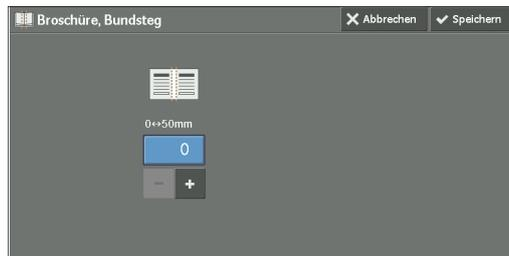 Broschüre, Bundsteg
Abbrechen
Speichern
0↔50mm
0
− +